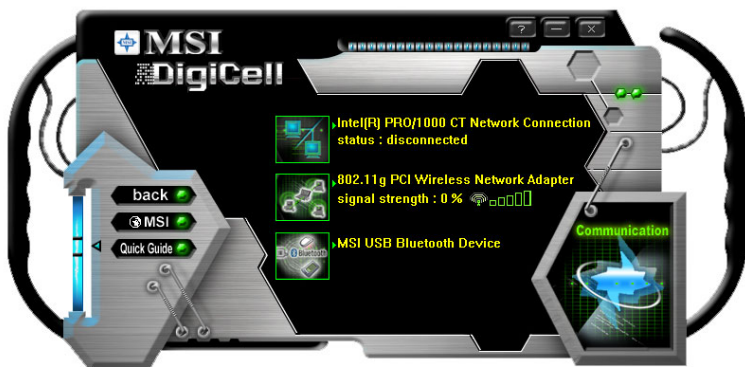 MSI
DigiCell
? — X
Intel(R) PRO/1000 CT Network Connection
status : disconnected
802.11g PCI Wireless Network Adapter
signal strength : 0 %
MSI USB Bluetooth Device
Bluetooth
back
MSI
Quick Guide
Communication